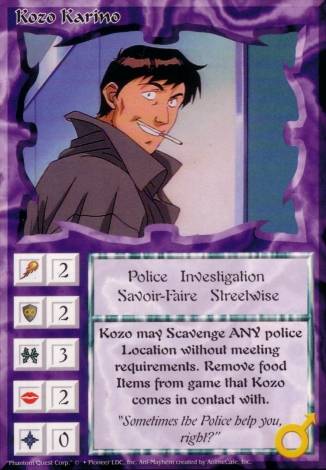 Kozo Karino
2
2
3
2
0
Police Investigation
Savoir-Faire Streetwise
Kozo may Scavenge ANY police
Location without meeting
requirements. Remove food
Items from game that Kozo
comes in contact with.
"Sometimes the Police help you,
right?"
Phantom Quest Corp.™ © • Pioneer LDC, Inc. Ani-Mayhem created by AnimeGate, Inc.